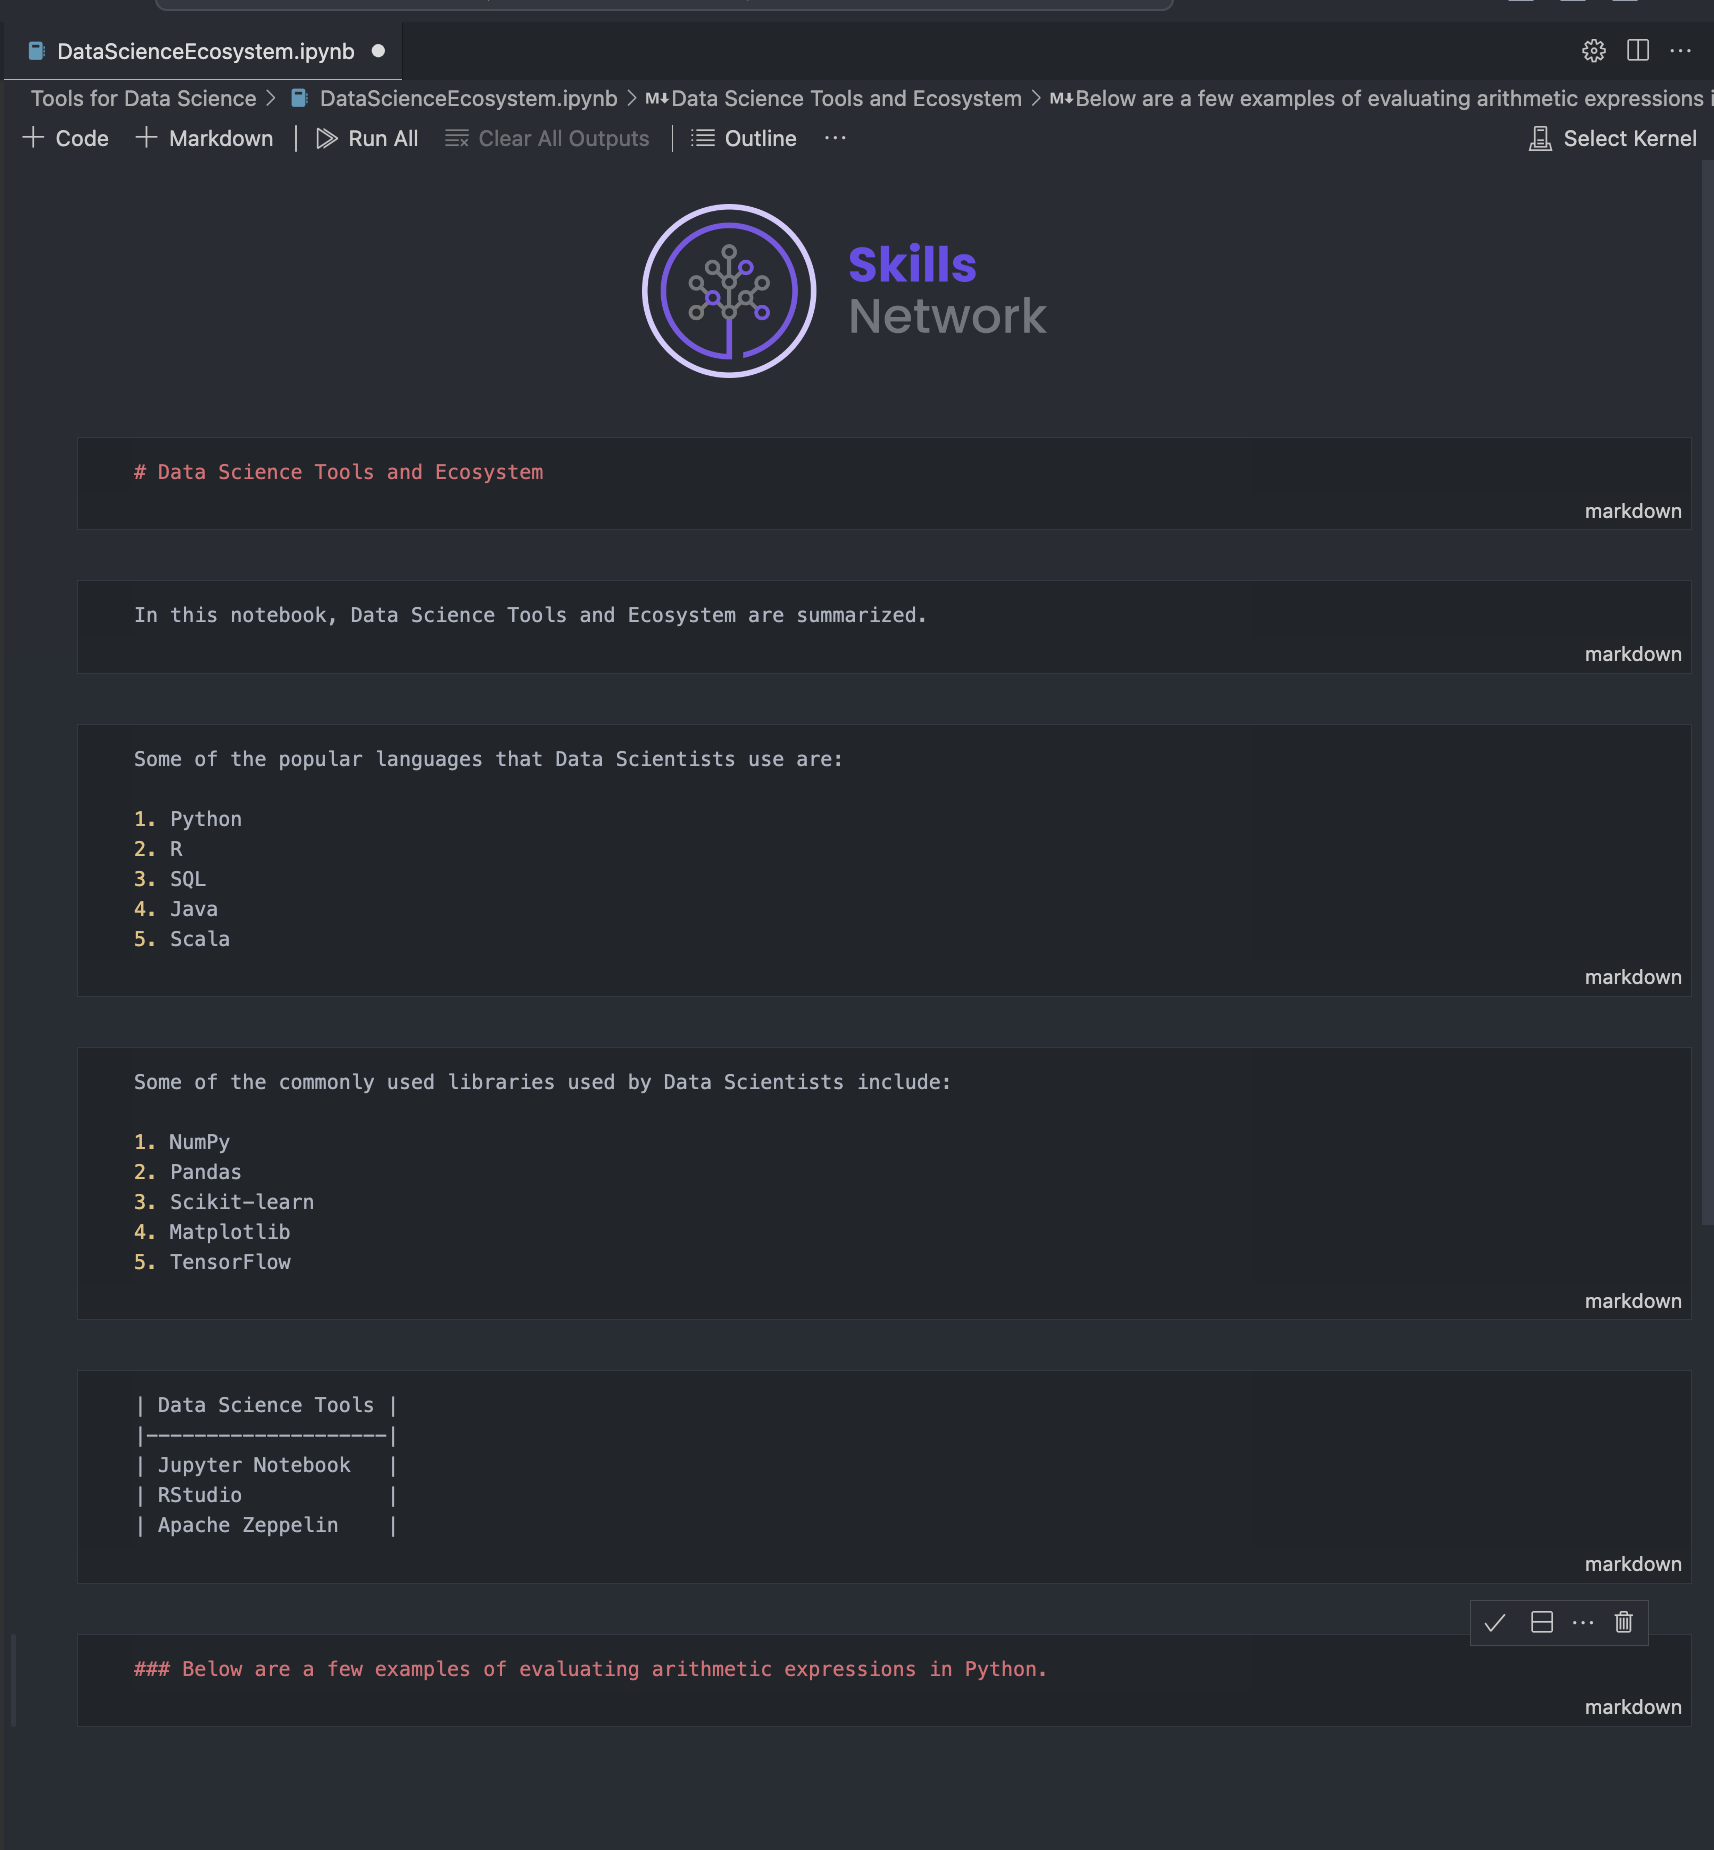 DataScienceEcosystem.ipynb
Tools for Data Science > DataScienceEcosystem.ipynb > M↓Data Science Tools and Ecosystem > M↓Below are a few examples of evaluating arithmetic expressions i
+ Code + Markdown | Run All Clear All Outputs | Outline ··· Select Kernel
Skills
Network
# Data Science Tools and Ecosystem
markdown
In this notebook, Data Science Tools and Ecosystem are summarized.
markdown
Some of the popular languages that Data Scientists use are:
1. Python
2. R
3. SQL
4. Java
5. Scala
markdown
Some of the commonly used libraries used by Data Scientists include:
1. NumPy
2. Pandas
3. Scikit-learn
4. Matplotlib
5. TensorFlow
markdown
| Data Science Tools |
|--------------------|
| Jupyter Notebook   |
| RStudio            |
| Apache Zeppelin    |
markdown
### Below are a few examples of evaluating arithmetic expressions in Python.
markdown